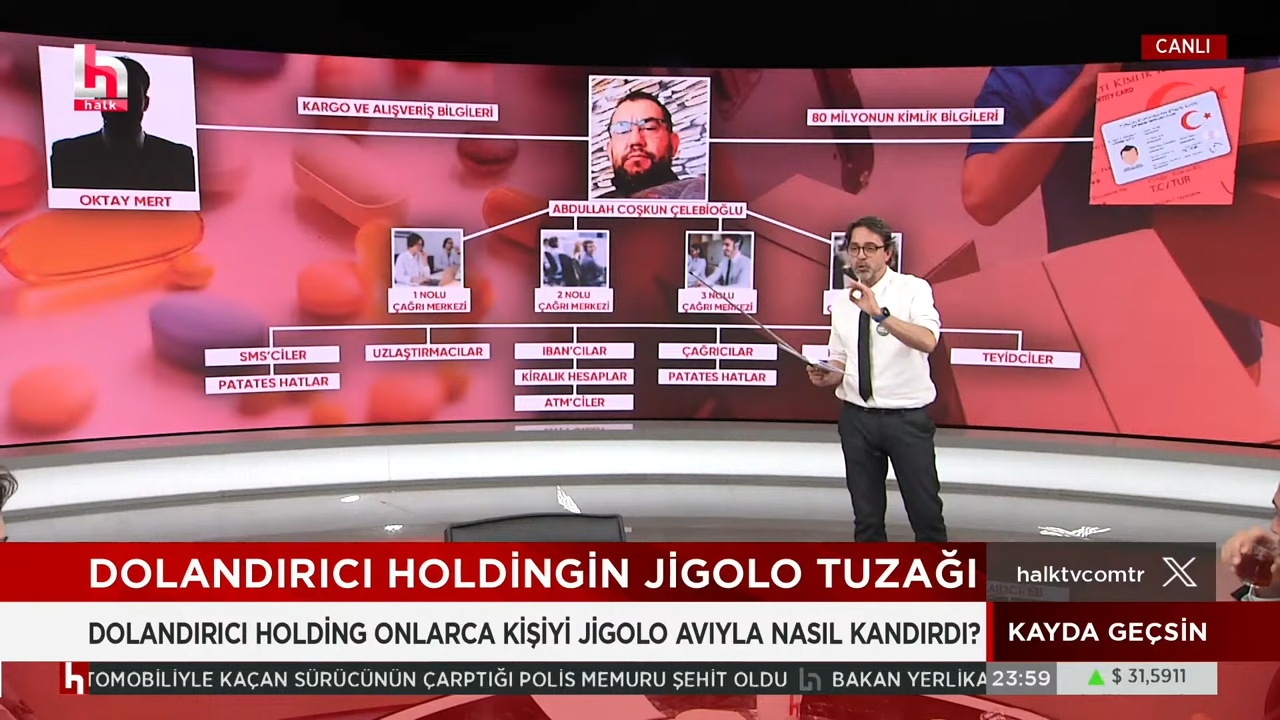 CANLI
h
halk
KARGO VE ALIŞVERİŞ BİLGİLERİ
80 MİLYONUN KİMLİK BİLGİLERİ
T.C / TUR
OKTAY MERT
ABDULLAH COŞKUN ÇELEBİOĞLU
1 NOLU
ÇAĞRI MERKEZİ
2 NOLU
ÇAĞRI MERKEZİ
3 NOLU
ÇAĞRI MERKEZİ
SMS'CİLER
PATATES HATLAR
UZLAŞTIRMACILAR
IBAN'CILAR
KİRALIK HESAPLAR
ATM'CİLER
ÇAĞRICILAR
PATATES HATLAR
TEYİDCİLER
DOLANDIRICI HOLDİNGİN JİGOLO TUZAĞI
halktvcomtr X
DOLANDIRICI HOLDİNG ONLARCA KİŞİYİ JİGOLO AVIYLA NASIL KANDIRDI?
KAYDA GEÇSİN
h TOMOBİLİYLE KAÇAN SÜRÜCÜNÜN ÇARPTIĞI POLİS MEMURU ŞEHİT OLDU h BAKAN YERLİKA
23:59
$ 31,5911